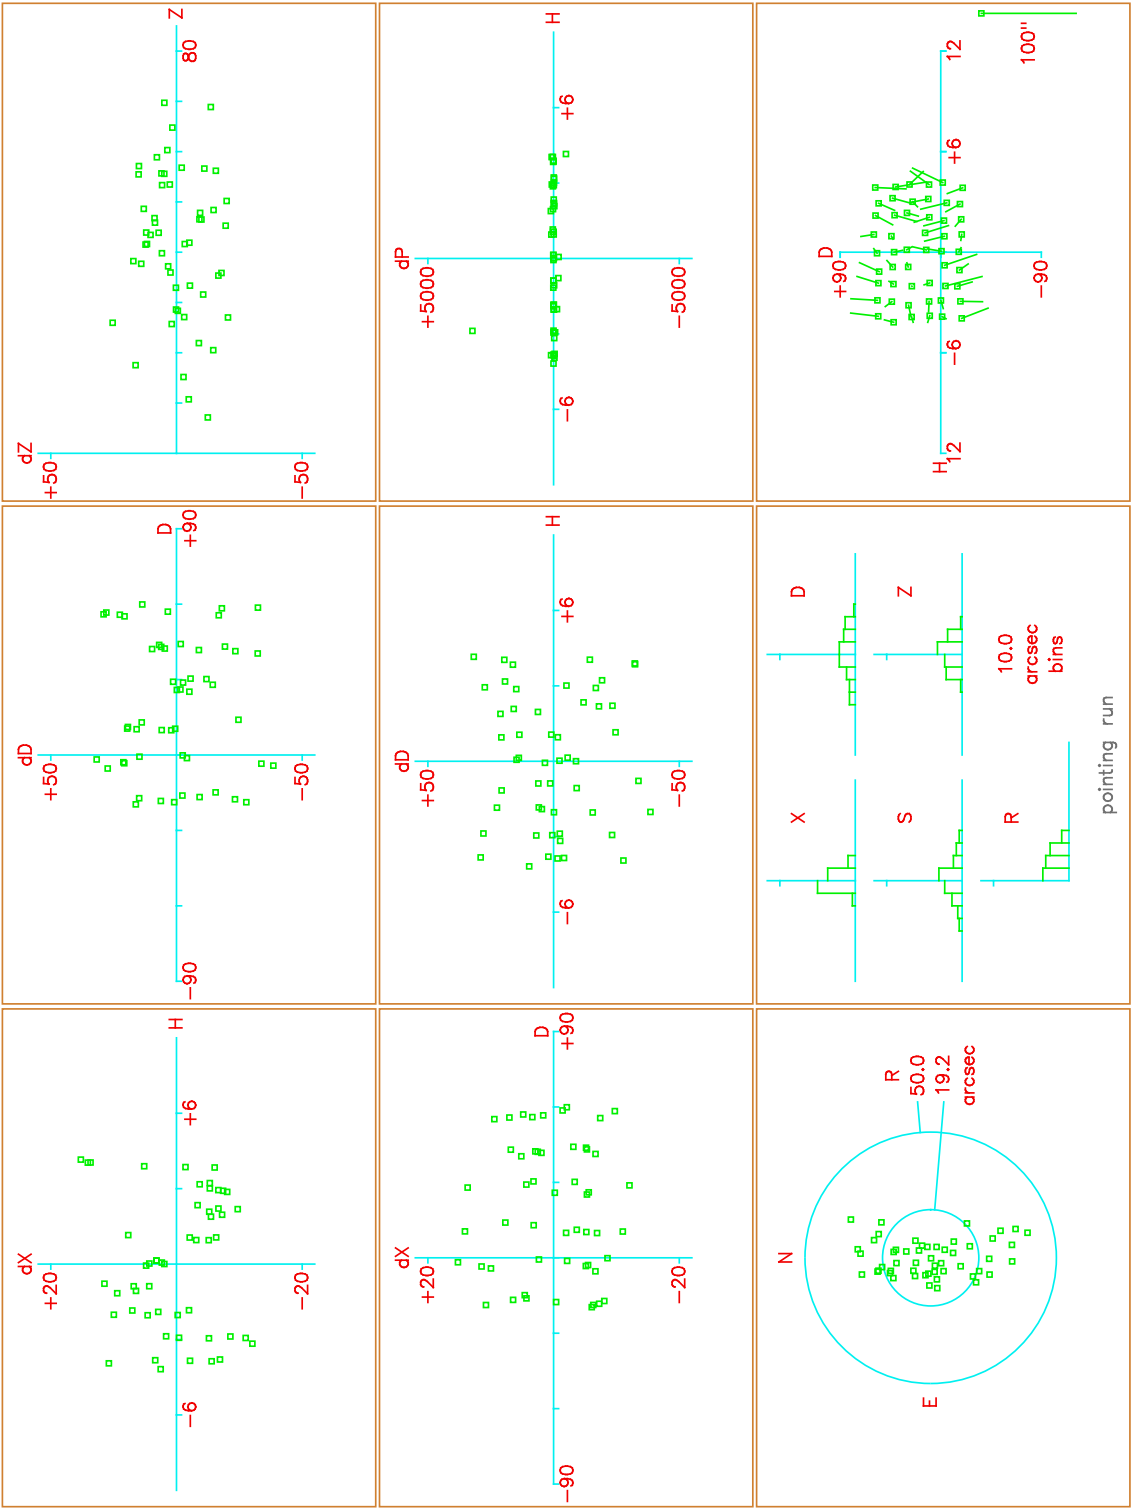 dX
+20
H
−6 +6
−20
dD
+50
D
−90 +90
−50
dZ
+50
Z
80
−50
dX
+20
D
−90 +90
−20
dD
+50
H
−6 +6
−50
dP
+5000
H
−6 +6
−5000
N
R
50.0
E
19.2
arcsec
X D
S Z
R
10.0
arcsec
bins
pointing run
D
+90
H
12 −6 +6 12
100''
−90